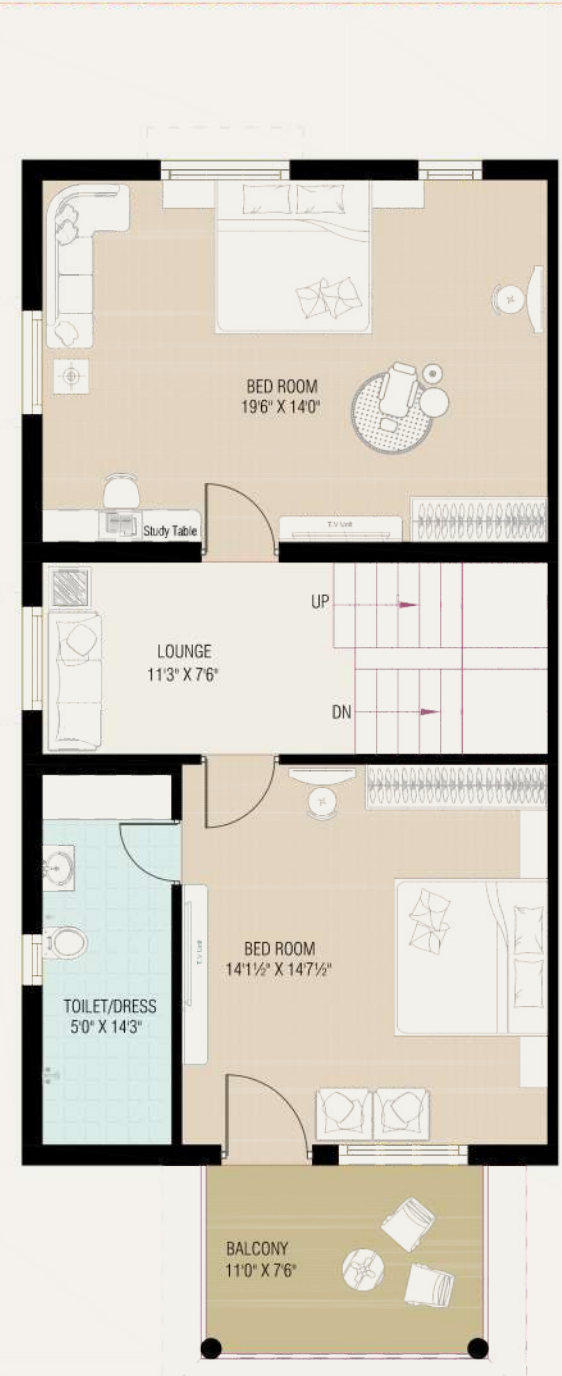 BED ROOM
19'6" X 14'0"
Study Table
T.V Unit
UP
LOUNGE
11'3" X 7'6"
DN
T.V Unit
BED ROOM
14'1½" X 14'7½"
TOILET/DRESS
5'0" X 14'3"
BALCONY
11'0" X 7'6"